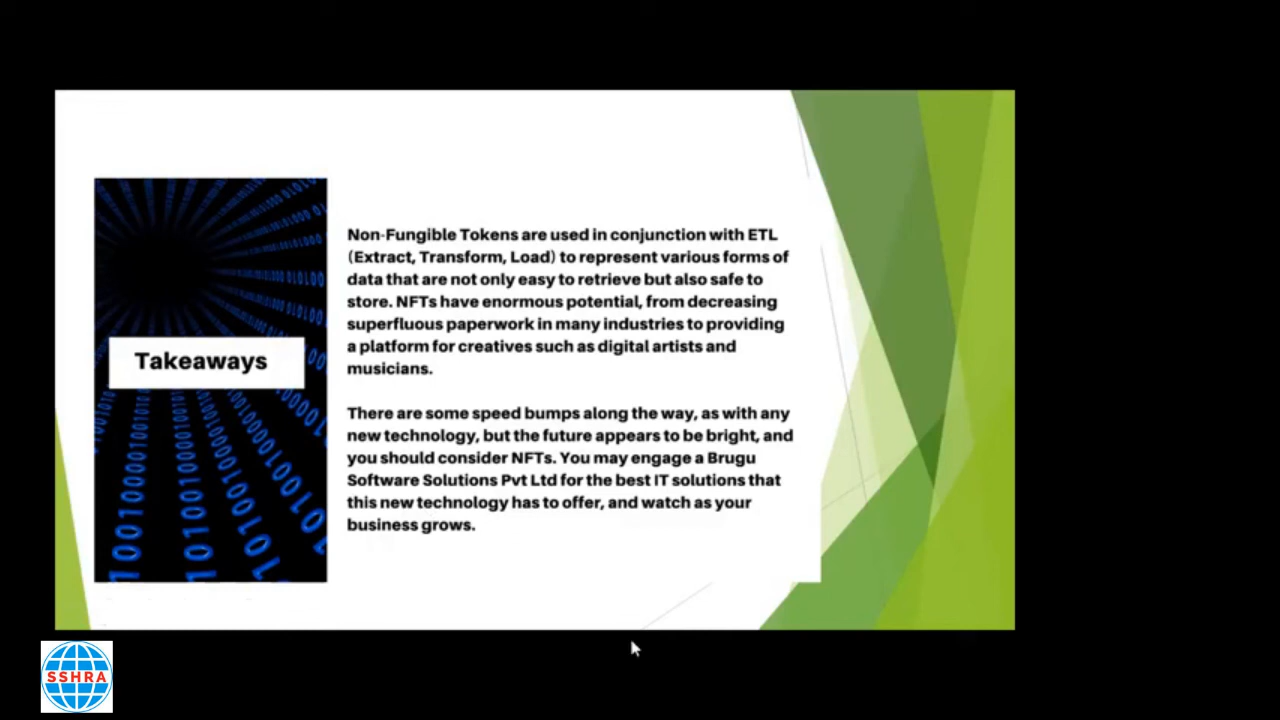 Takeaways
Non-Fungible Tokens are used in conjunction with ETL
(Extract, Transform, Load) to represent various forms of
data that are not only easy to retrieve but also safe to
store. NFTs have enormous potential, from decreasing
superfluous paperwork in many industries to providing
a platform for creatives such as digital artists and
musicians.
There are some speed bumps along the way, as with any
new technology, but the future appears to be bright, and
you should consider NFTs. You may engage a Brugu
Software Solutions Pvt Ltd for the best IT solutions that
this new technology has to offer, and watch as your
business grows.
SSHRA